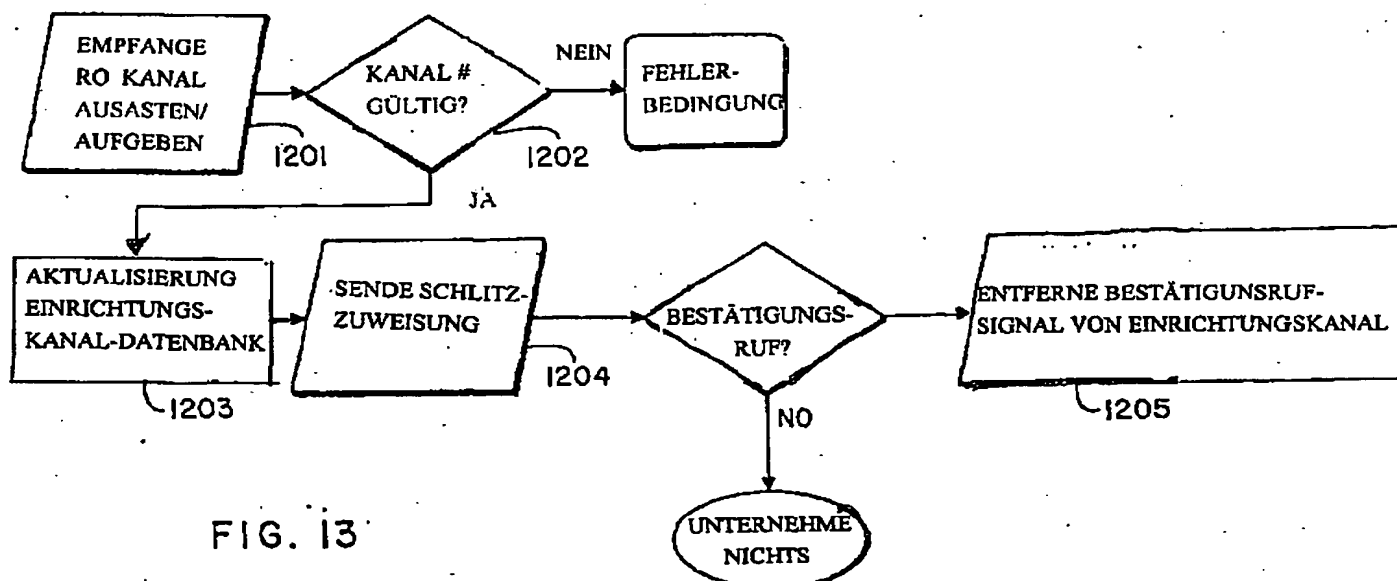 EMPFANGE
RO KANAL
AUSASTEN/
AUFGEBEN
1201
KANAL #
GÜLTIG?
1202
NEIN
FEHLER-
BEDINGUNG
JA
AKTUALISIERUNG
EINRICHTUNGS-
KANAL-DATENBANK
1203
SENDE SCHLITZ-
ZUWEISUNG
1204
BESTÄTIGUNGS-
RUF?
NO
UNTERNEHME
NICHTS
ENTFERNE BESTÄTIGUNSRUF-
SIGNAL VON EINRICHTUNGSKANAL
1205
FIG. 13